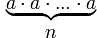 a · a · ... · a
n